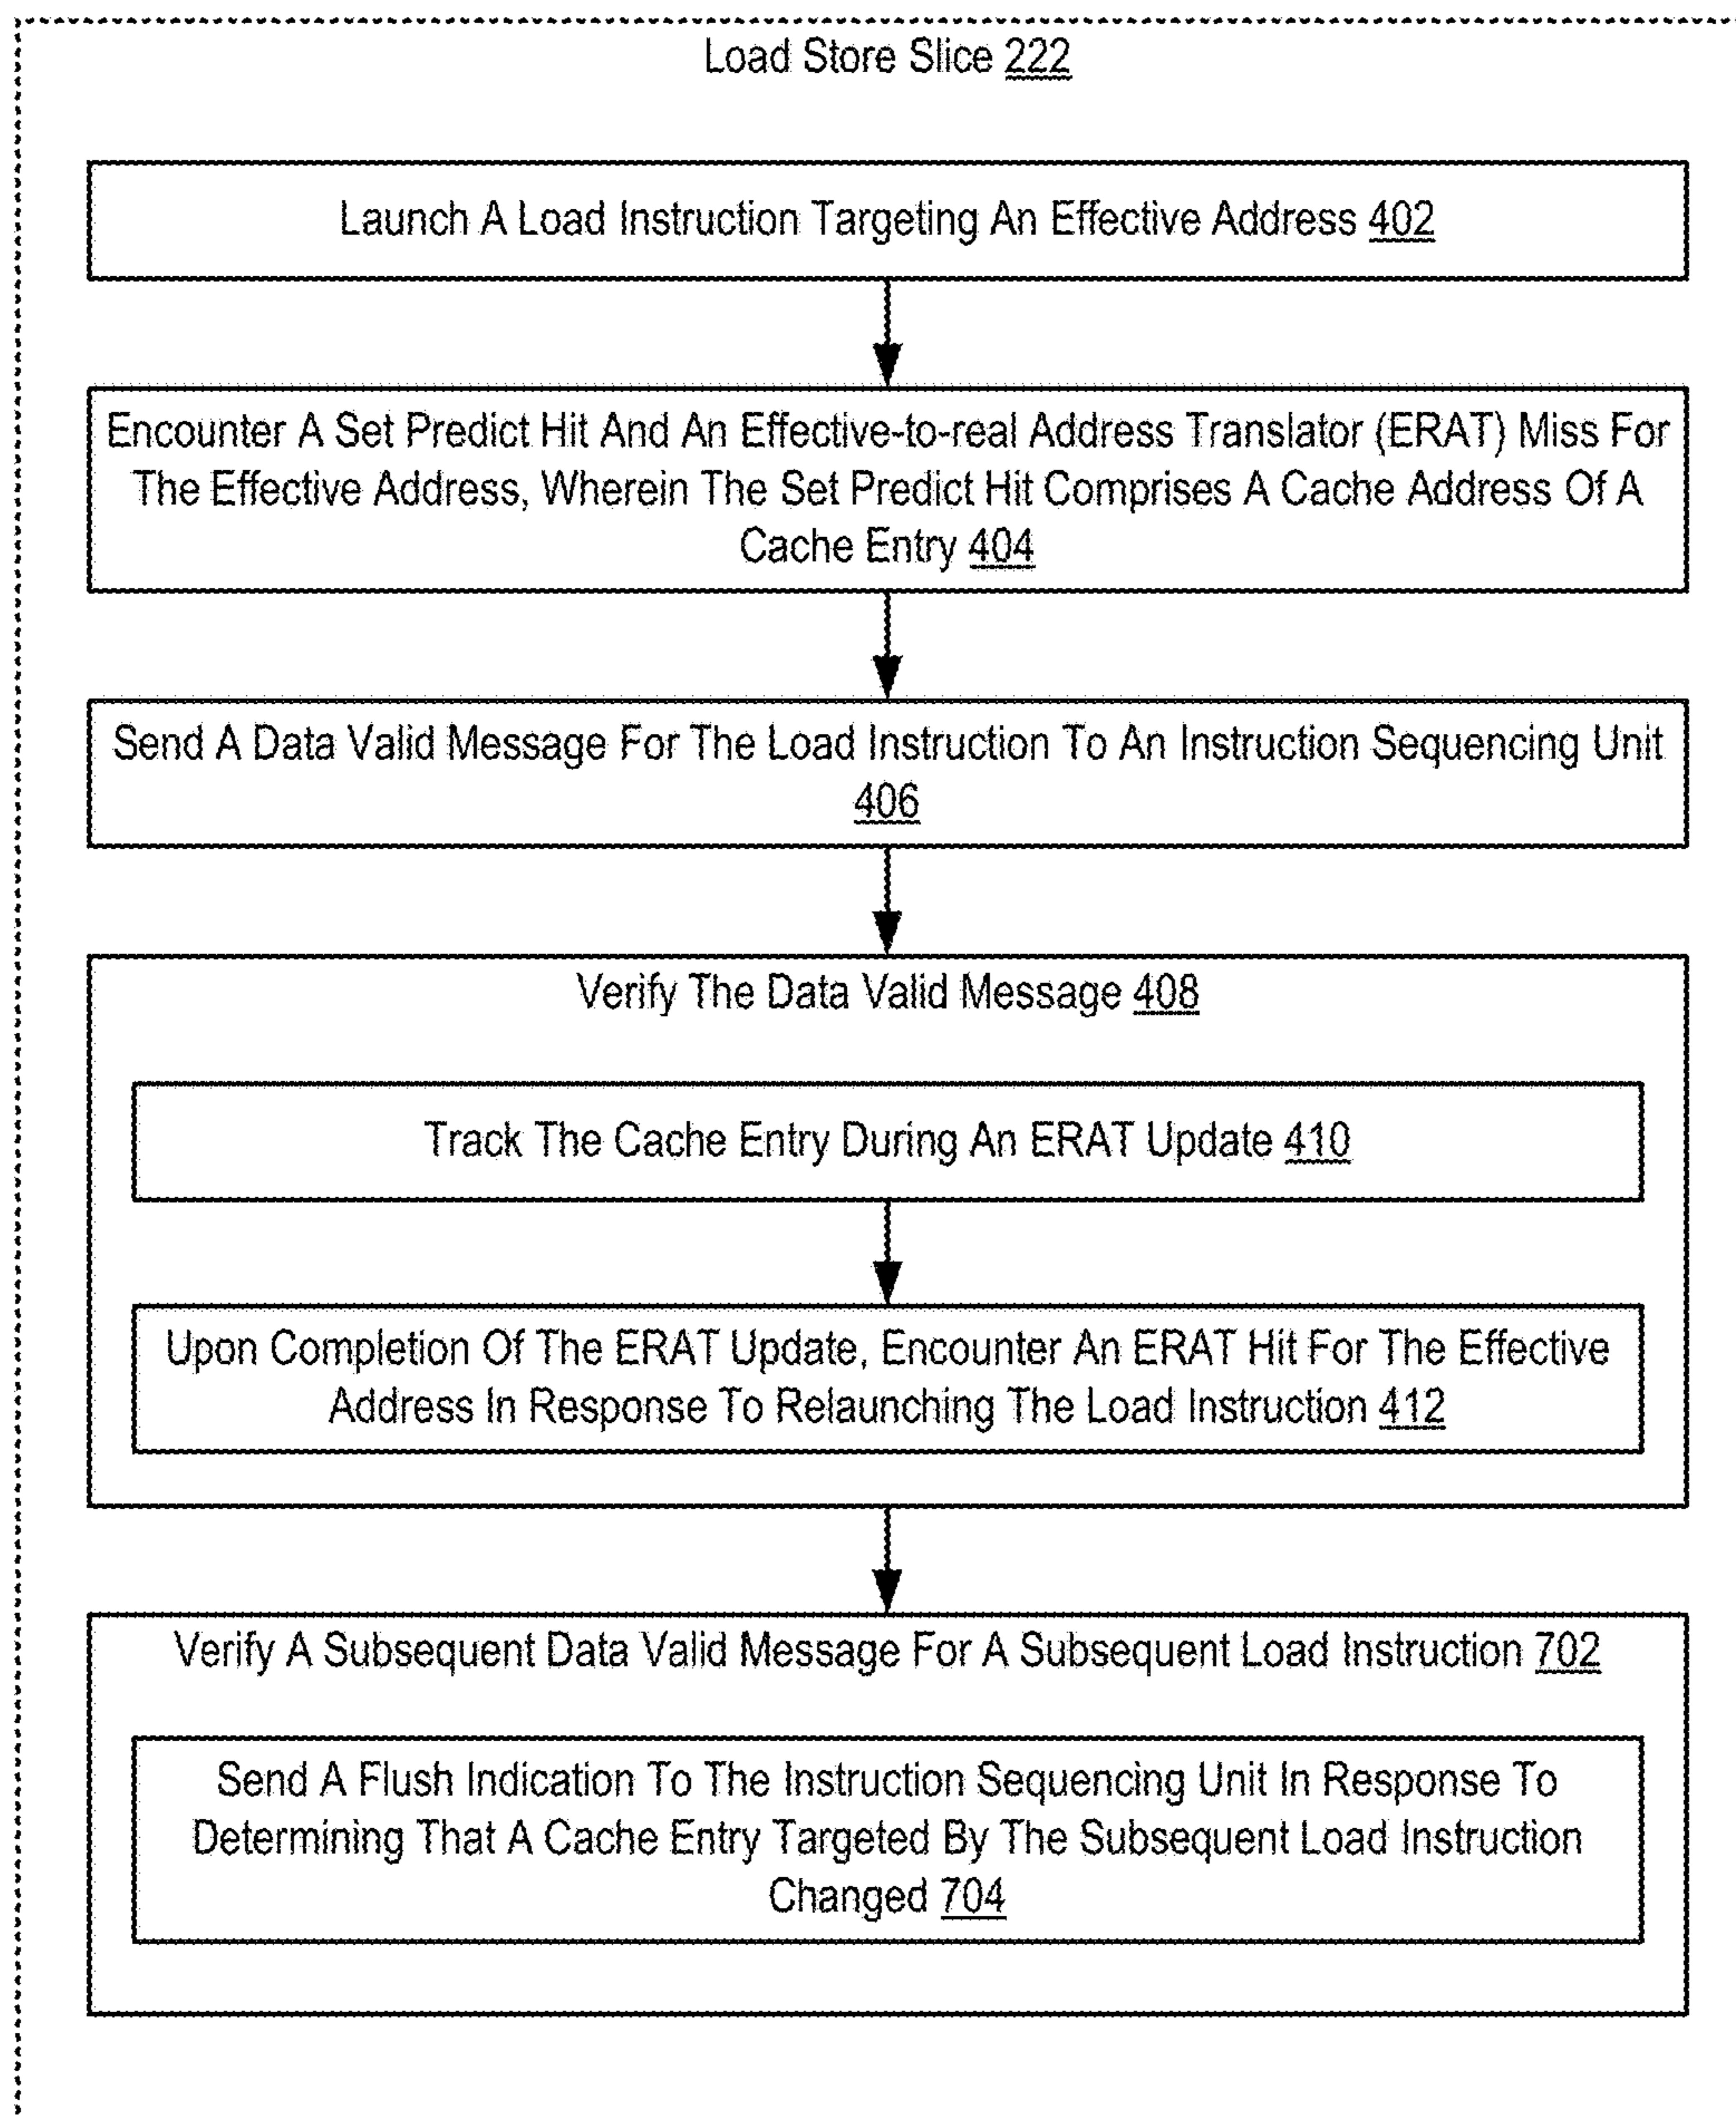 Load Store Slice 222
Launch A Load Instruction Targeting An Effective Address 402
Encounter A Set Predict Hit And An Effective-to-real Address Translator (ERAT) Miss For
The Effective Address, Wherein The Set Predict Hit Comprises A Cache Address Of A
Cache Entry 404
Send A Data Valid Message For The Load Instruction To An Instruction Sequencing Unit
406
Verify The Data Valid Message 408
Track The Cache Entry During An ERAT Update 410
Upon Completion Of The ERAT Update, Encounter An ERAT Hit For The Effective
Address In Response To Relaunching The Load Instruction 412
Verify A Subsequent Data Valid Message For A Subsequent Load Instruction 702
Send A Flush Indication To The Instruction Sequencing Unit In Response To
Determining That A Cache Entry Targeted By The Subsequent Load Instruction
Changed 704